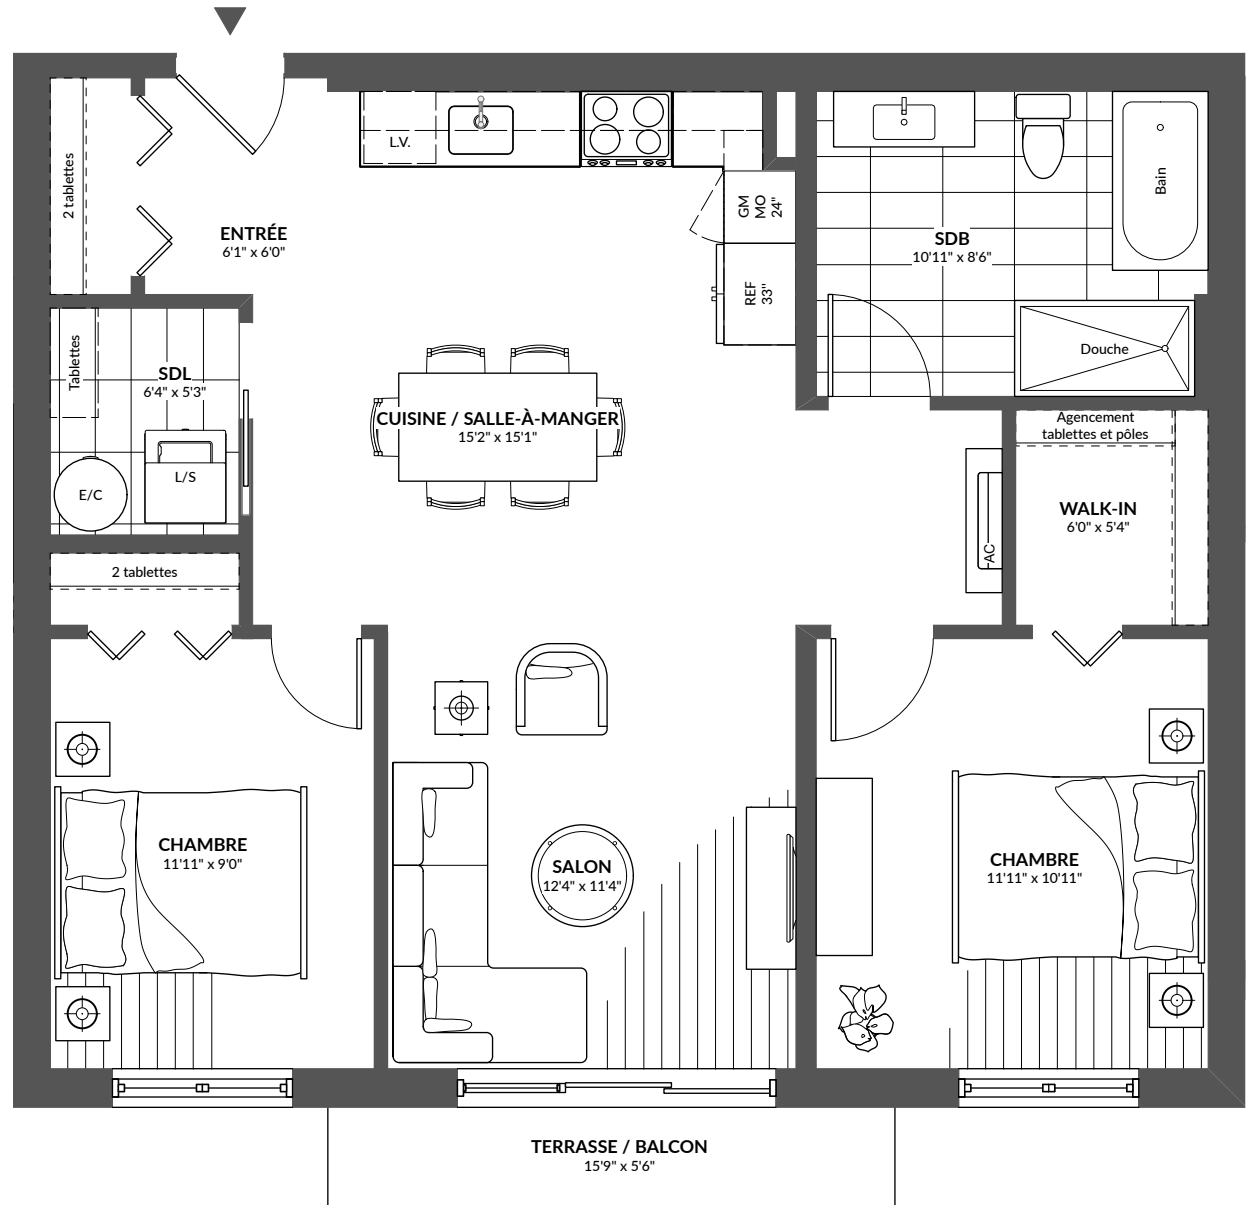 L.V.
2 tablettes
ENTRÉE
6'1" x 6'0"
GM
MO
24"
REF
33"
SDB
10'11" x 8'6"
Bain
Douche
Tablettes
SDL
6'4" x 5'3"
L/S
E/C
CUISINE / SALLE-À-MANGER
15'2" x 15'1"
Agencement
tablettes et pôles
WALK-IN
6'0" x 5'4"
AC
2 tablettes
CHAMBRE
11'11" x 9'0"
SALON
12'4" x 11'4"
CHAMBRE
11'11" x 10'11"
TERRASSE / BALCON
15'9" x 5'6"